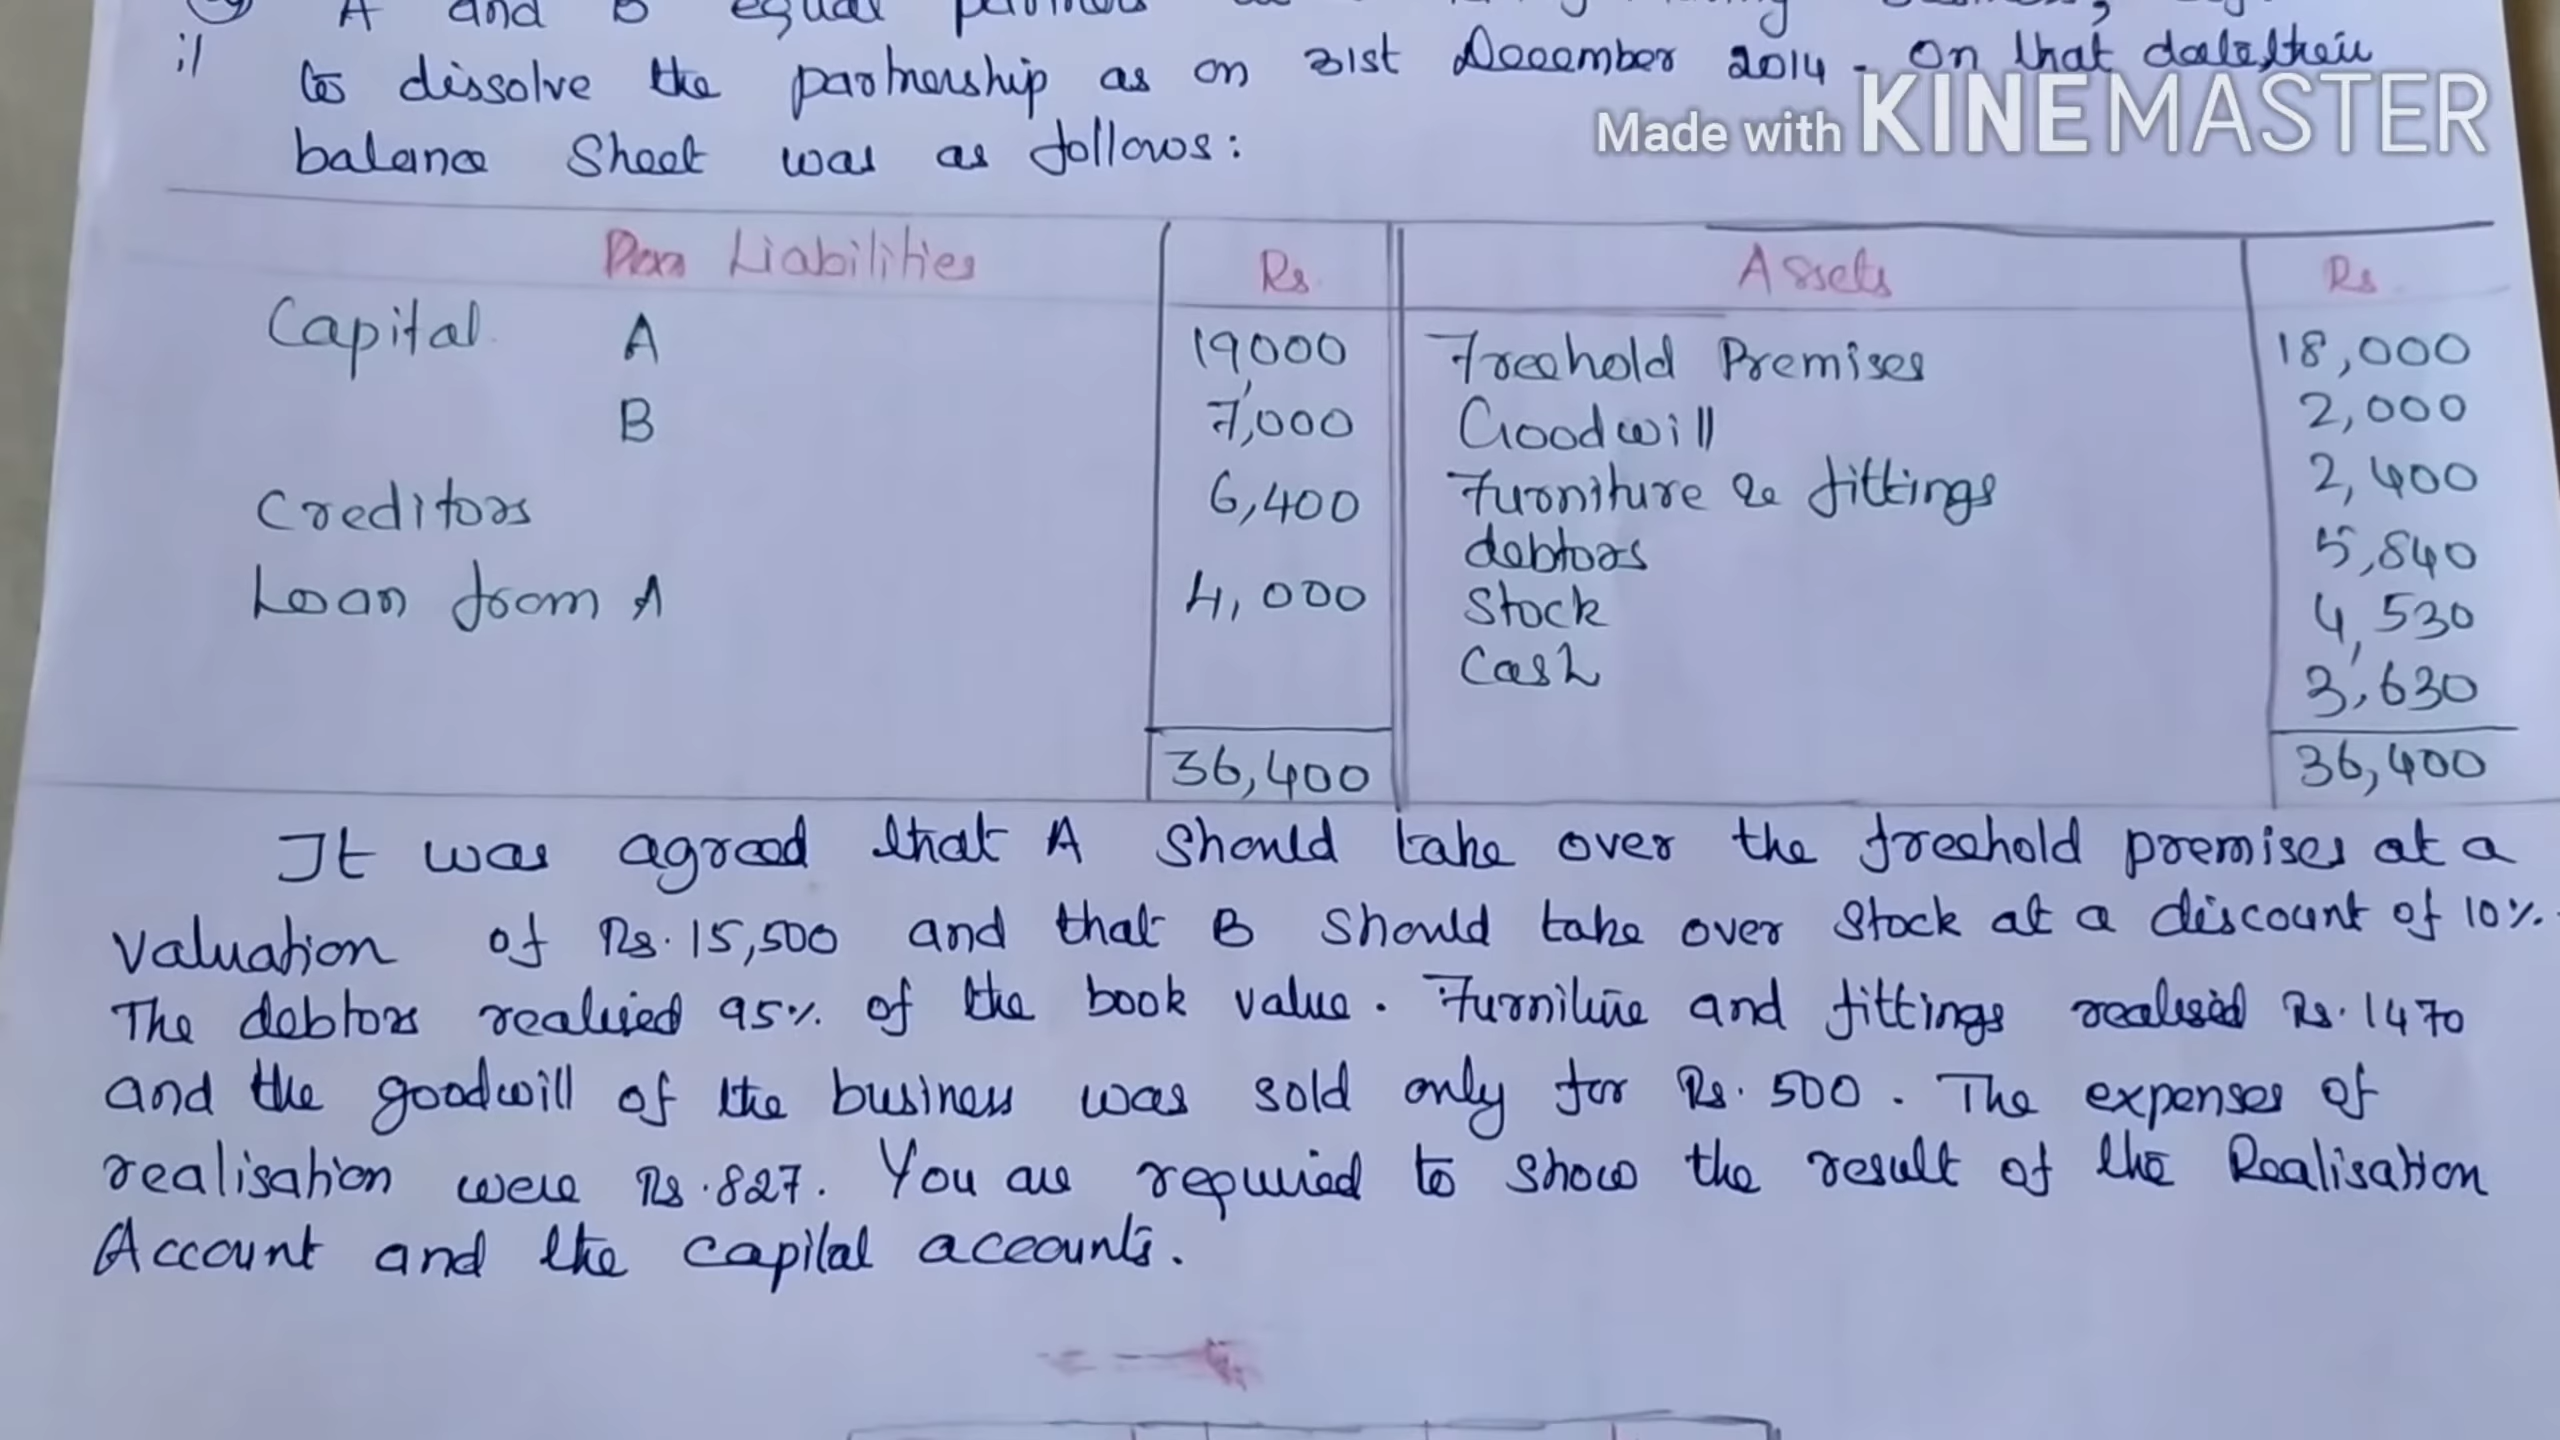 A and B equal
il
to dissolve the partnership as on 31st December 2014 - On that date, their
Made with KINEMASTER
balance Sheet was as follows:
Liabilities Rs Assets Rs
Capital A 19000 Freehold Premises 18,000
B 7,000 Goodwill 2,000
Creditors 6,400 Furniture & fittings 2,400
debtors 5,840
Loan from A 4,000 Stock 4,530
Cash 3,630
36,400 36,400
It was agreed that A should take over the freehold premises at a
valuation of Rs. 15,500 and that B should take over Stock at a discount of 10%.
The debtors realised 95% of the book value. Furniture and fittings realised Rs. 1470
and the goodwill of the business was sold only for Rs. 500. The expenses of
realisation were Rs. 827. You are required to show the result of the Realisation
Account and the capital accounts.